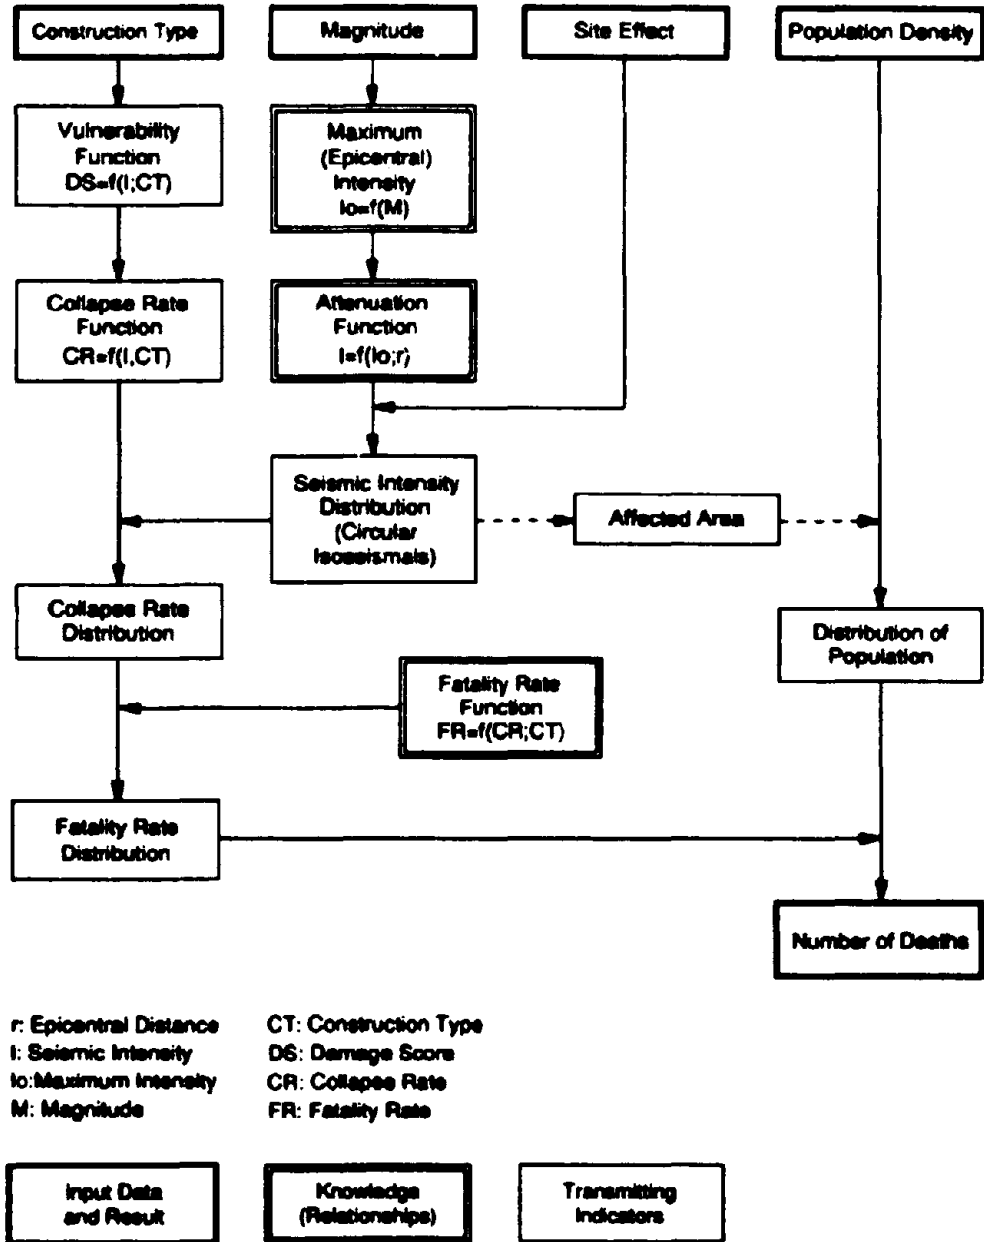 Construction Type
Magnitude
Site Effect
Population Density
Vulnerability
Function
DS=f(I;CT)
Maximum
(Epicentral)
Intensity
Io=f(M)
Collapse Rate
Function
CR=f(I,CT)
Attenuation
Function
I=f(Io;r)
Seismic Intensity
Distribution
(Circular
Isoseismals)
Affected Area
Collapse Rate
Distribution
Distribution of
Population
Fatality Rate
Function
FR=f(CR;CT)
Fatality Rate
Distribution
Number of Deaths
r: Epicentral Distance
I: Seismic Intensity
Io:Maximum Intensity
M: Magnitude
CT: Construction Type
DS: Damage Score
CR: Collapse Rate
FR: Fatality Rate
Input Data
and Result
Knowledge
(Relationships)
Transmitting
Indicators